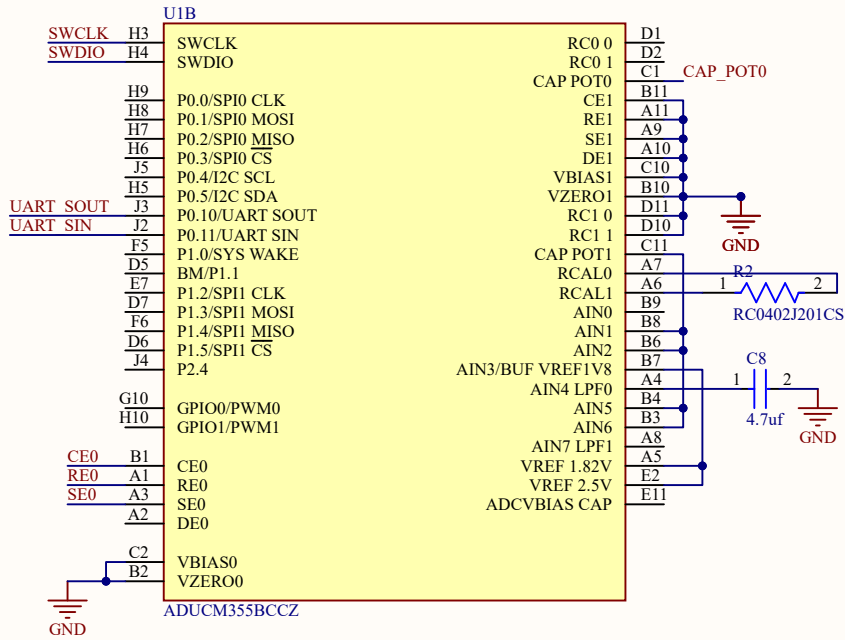 U1B
SWCLK H3 SWCLK RC0 0 D1
SWDIO H4 SWDIO RC0 1 D2
CAP POT0 C1 CAP_POT0
H9 P0.0/SPI0 CLK CE1 B11
H8 P0.1/SPI0 MOSI RE1 A11
H7 P0.2/SPI0 MISO SE1 A9
H6 P0.3/SPI0 CS DE1 A10
J5 P0.4/I2C SCL VBIAS1 C10
H5 P0.5/I2C SDA VZERO1 B10
UART SOUT J3 P0.10/UART SOUT RC1 0 D11
UART SIN J2 P0.11/UART SIN RC1 1 D10
GND
F5 P1.0/SYS WAKE CAP POT1 C11
D5 BM/P1.1 RCAL0 A7 R2
E7 P1.2/SPI1 CLK RCAL1 A6 1 2
D7 P1.3/SPI1 MOSI AIN0 B9 RC0402J201CS
F6 P1.4/SPI1 MISO AIN1 B8
D6 P1.5/SPI1 CS AIN2 B6
J4 P2.4 AIN3/BUF VREF1V8 B7 C8
AIN4 LPF0 A4 1 2
G10 GPIO0/PWM0 AIN5 B4 4.7uf
H10 GPIO1/PWM1 AIN6 B3 GND
AIN7 LPF1 A8
CE0 B1 CE0 VREF 1.82V A5
RE0 A1 RE0 VREF 2.5V E2
SE0 A3 SE0 ADCVBIAS CAP E11
A2 DE0
C2 VBIAS0
B2 VZERO0
GND
ADUCM355BCCZ